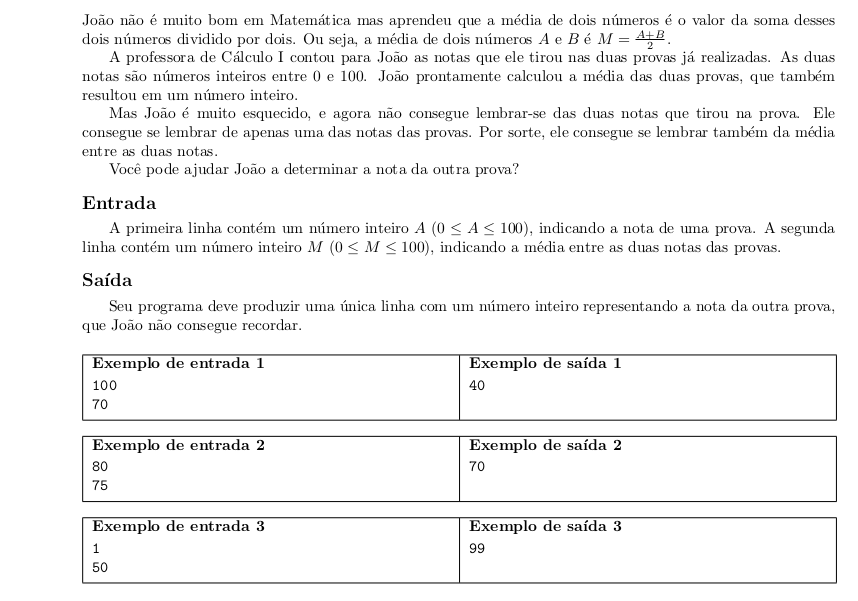 João não é muito bom em Matemática mas aprendeu que a média de dois números é o valor da soma desses
dois números dividido por dois. Ou seja, a média de dois números A e B é M = \frac{A+B}{2}.
A professora de Cálculo I contou para João as notas que ele tirou nas duas provas já realizadas. As duas
notas são números inteiros entre 0 e 100. João prontamente calculou a média das duas provas, que também
resultou em um número inteiro.
Mas João é muito esquecido, e agora não consegue lembrar-se das duas notas que tirou na prova. Ele
consegue se lembrar de apenas uma das notas das provas. Por sorte, ele consegue se lembrar também da média
entre as duas notas.
Você pode ajudar João a determinar a nota da outra prova?
Entrada
A primeira linha contém um número inteiro A (0 ≤ A ≤ 100), indicando a nota de uma prova. A segunda
linha contém um número inteiro M (0 ≤ M ≤ 100), indicando a média entre as duas notas das provas.
Saída
Seu programa deve produzir uma única linha com um número inteiro representando a nota da outra prova,
que João não consegue recordar.
Exemplo de entrada 1
100
70
Exemplo de saída 1
40
Exemplo de entrada 2
80
75
Exemplo de saída 2
70
Exemplo de entrada 3
1
50
Exemplo de saída 3
99